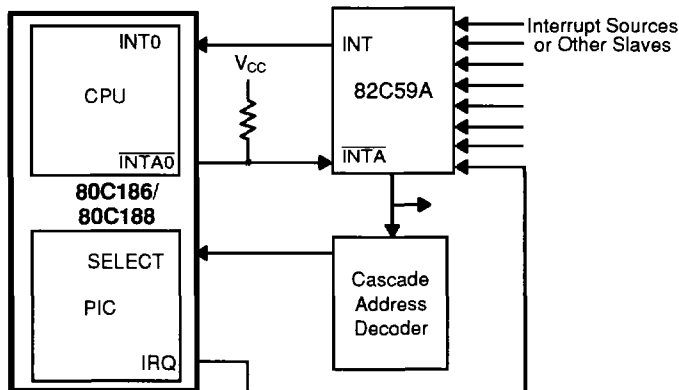 INT0
CPU
INTA0
80C186/
80C188
SELECT
PIC
IRQ
VCC
INT
82C59A
INTA
Interrupt Sources
or Other Slaves
Cascade
Address
Decoder